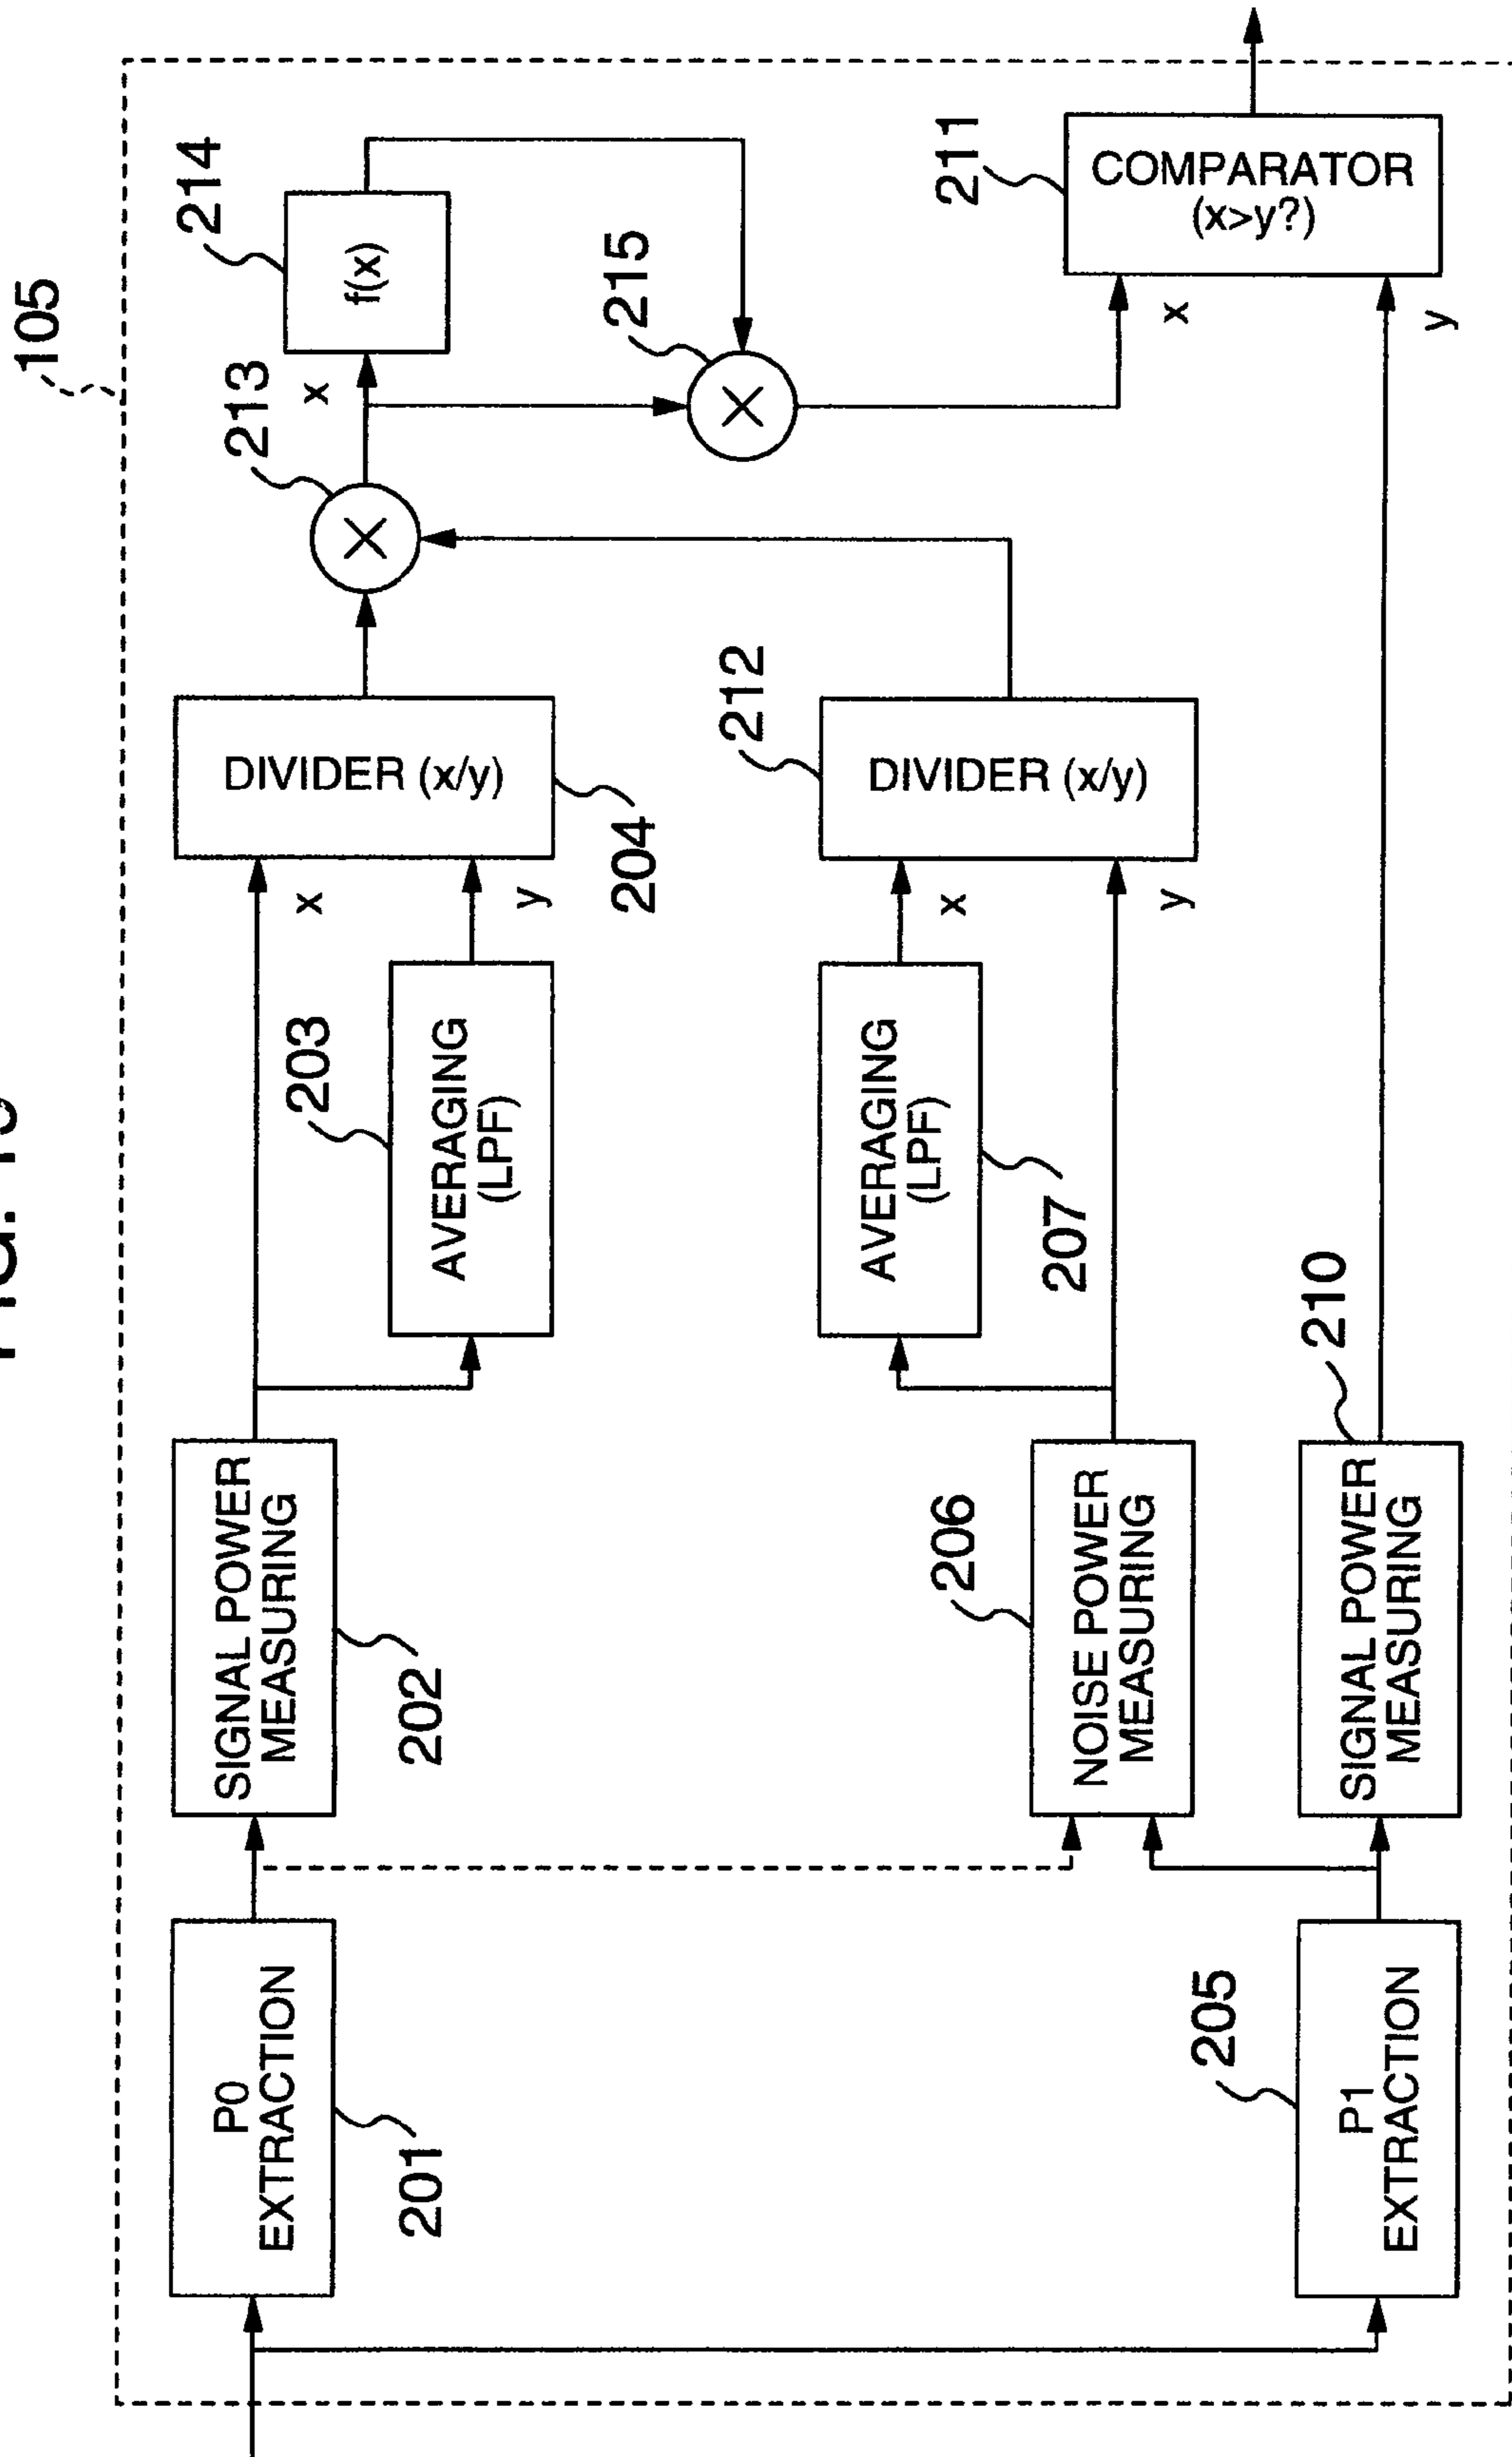 FIG.
105
P0
EXTRACTION
201
SIGNAL POWER
MEASURING
202
AVERAGING
(LPF)
203
x
y
DIVIDER (x/y)
204
213
x
f(x)
214
215
P1
EXTRACTION
205
NOISE POWER
MEASURING
206
AVERAGING
(LPF)
207
x
y
DIVIDER (x/y)
212
SIGNAL POWER
MEASURING
210
x
y
COMPARATOR
(x>y?)
211